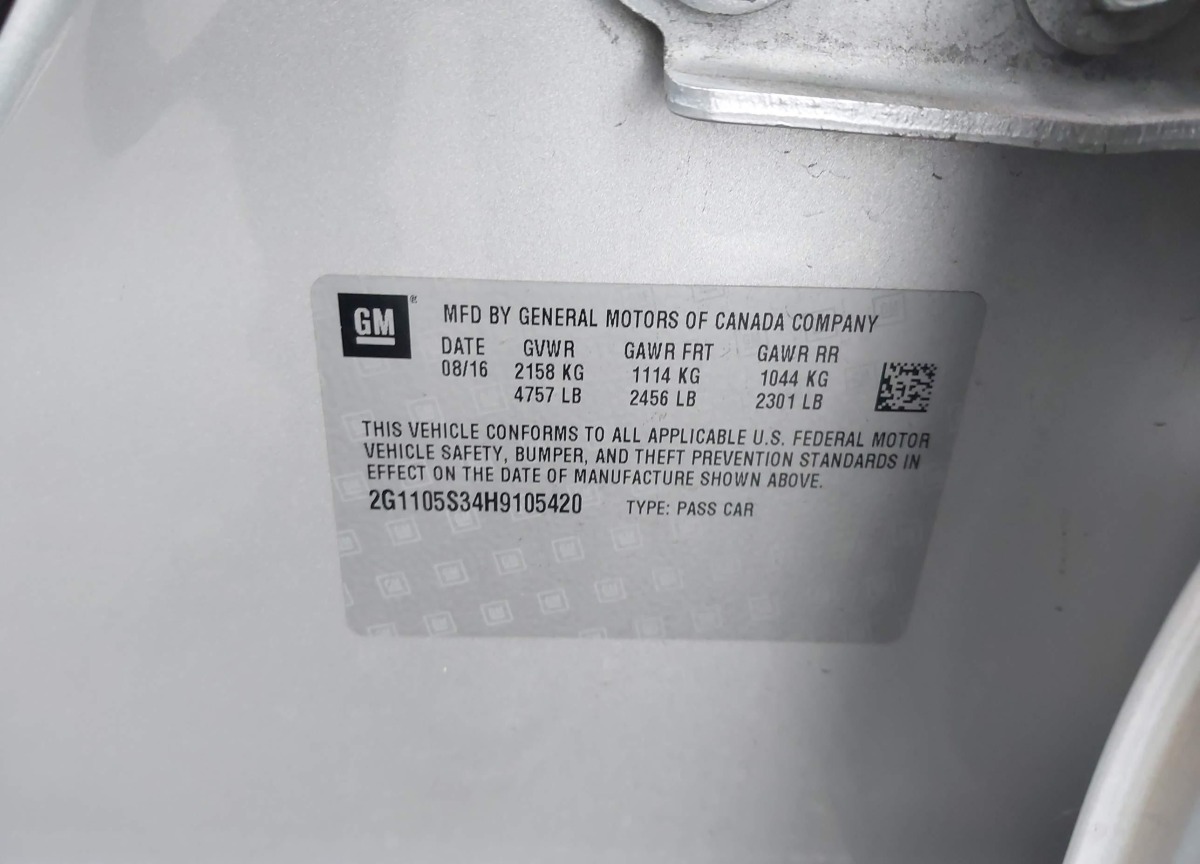 GM®
MFD BY GENERAL MOTORS OF CANADA COMPANY
DATE GVWR GAWR FRT GAWR RR
08/16 2158 KG 1114 KG 1044 KG
4757 LB 2456 LB 2301 LB
THIS VEHICLE CONFORMS TO ALL APPLICABLE U.S. FEDERAL MOTOR
VEHICLE SAFETY, BUMPER, AND THEFT PREVENTION STANDARDS IN
EFFECT ON THE DATE OF MANUFACTURE SHOWN ABOVE.
2G1105S34H9105420 TYPE: PASS CAR